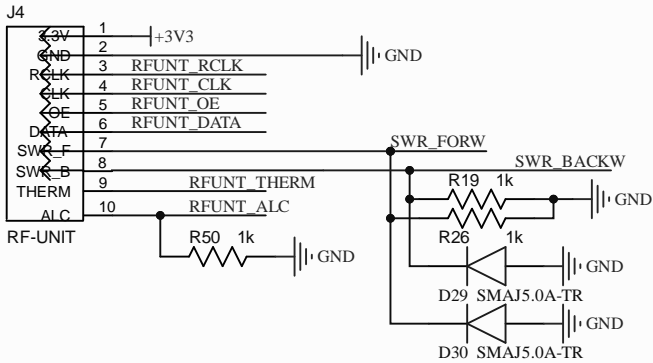 J4
3.3V 1 +3V3
GND 2 GND
RCLK 3 RFUNT_RCLK
CLK 4 RFUNT_CLK
OE 5 RFUNT_OE
DATA 6 RFUNT_DATA
SWR_F 7 SWR_FORW
SWR_B 8 SWR_BACKW
THERM 9 RFUNT_THERM
R19 1k GND
ALC 10 RFUNT_ALC
RF-UNIT
R50 1k GND
R26 1k
GND
D29 SMAJ5.0A-TR
GND
D30 SMAJ5.0A-TR